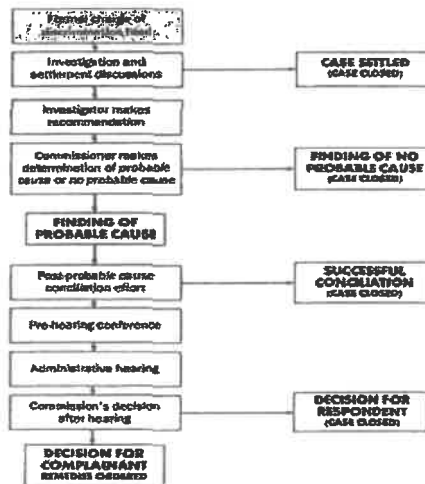 Formal charge of
discrimination filed
Investigation and
settlement discussions
CASE SETTLED
(CASE CLOSED)
Investigator makes
recommendation
Commissioner makes
determination of probable
cause or no probable cause
FINDING OF NO
PROBABLE CAUSE
(CASE CLOSED)
FINDING OF
PROBABLE CAUSE
Post-probable cause
conciliation effort
SUCCESSFUL
CONCILIATION
(CASE CLOSED)
Pre-hearing conference
Administrative hearing
Commission's decision
after hearing
DECISION FOR
RESPONDENT
(CASE CLOSED)
DECISION FOR
COMPLAINANT
REMEDIES ORDERED